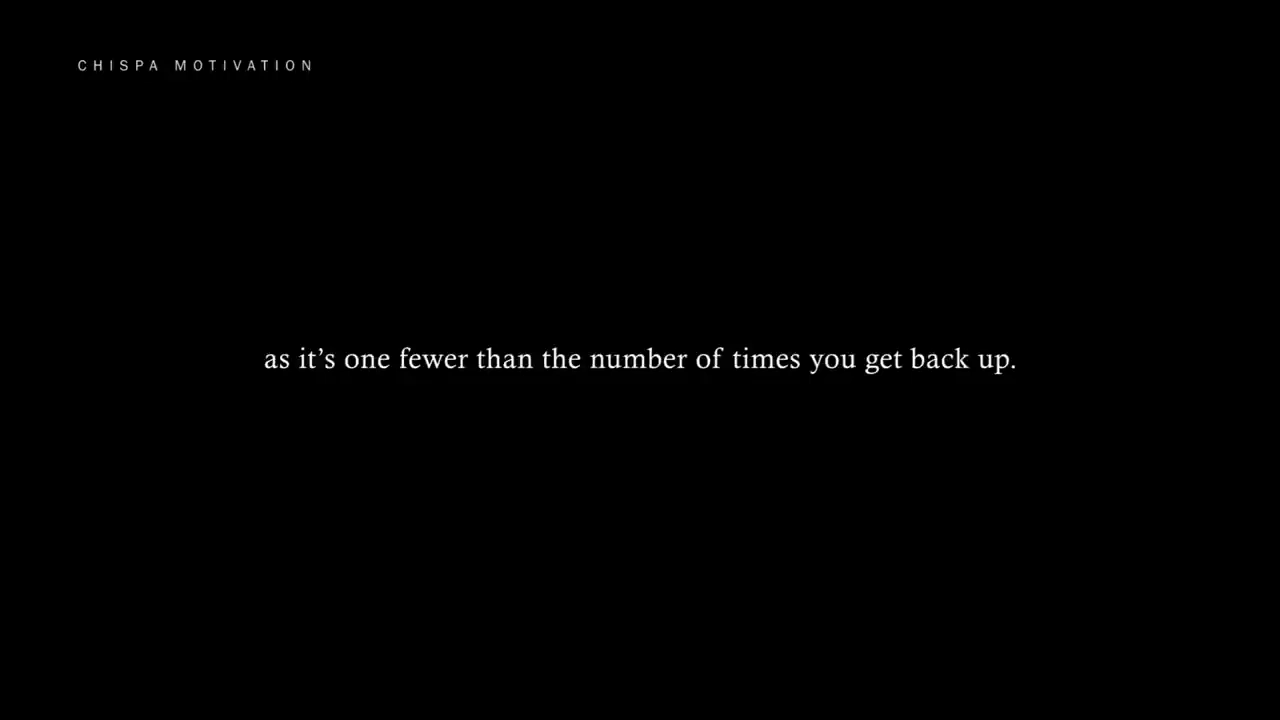 CHISPA MOTIVATION
as it’s one fewer than the number of times you get back up.